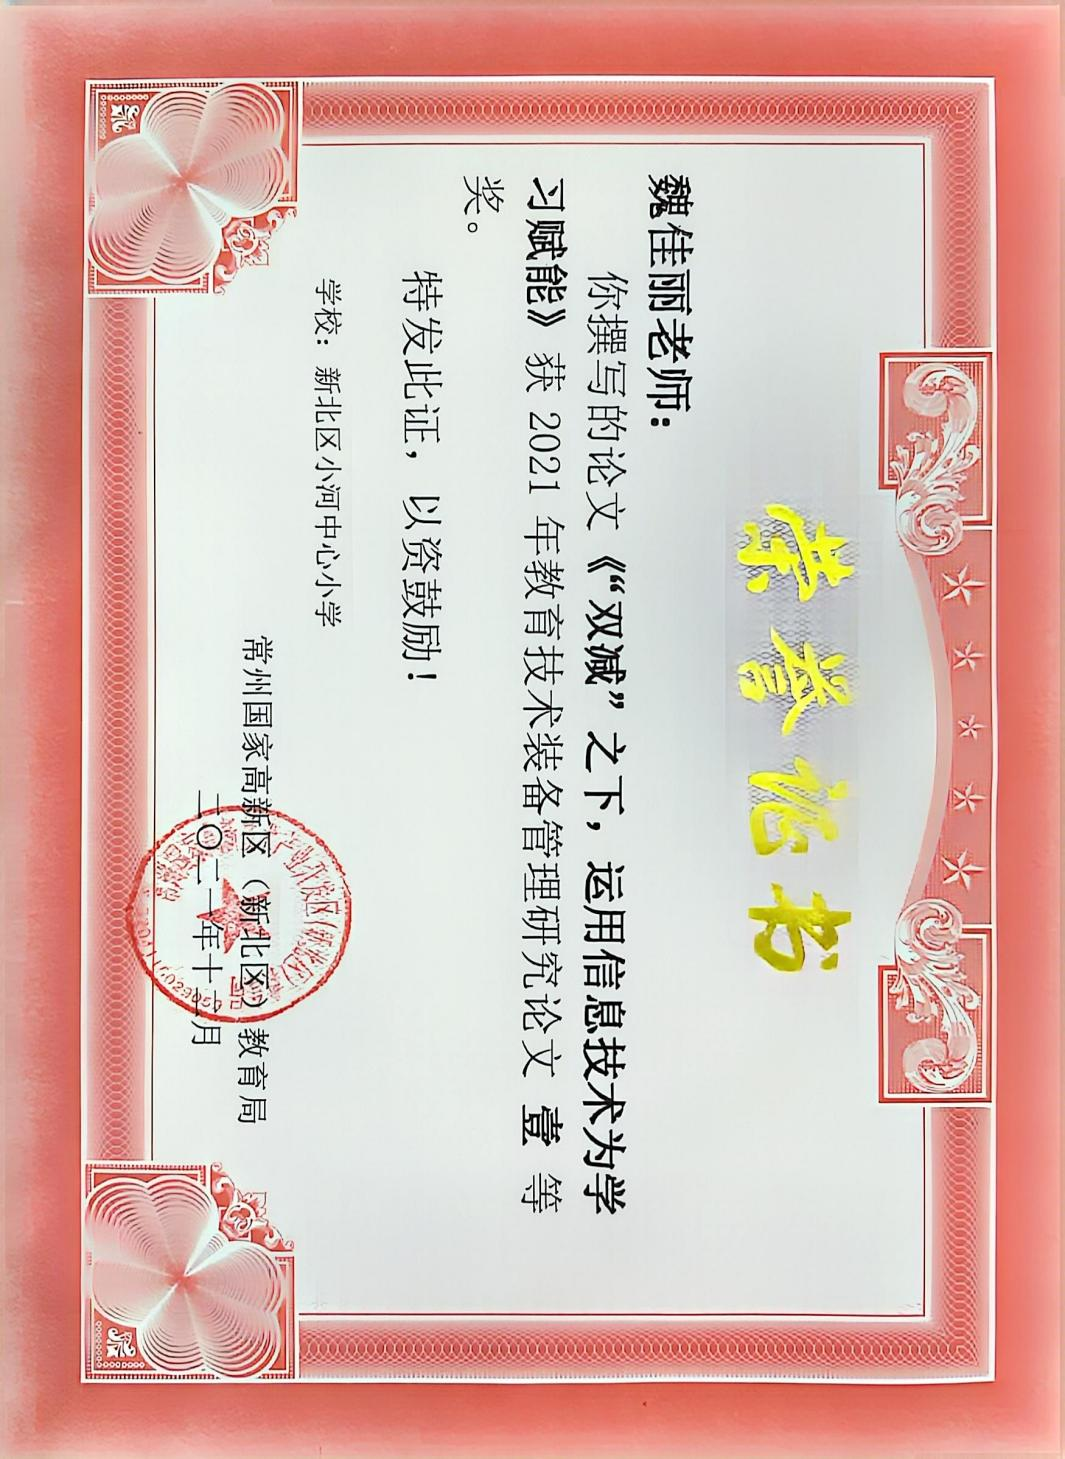 荣誉证书
魏佳丽老师：
你撰写的论文《“双减”之下，运用信息技术为学
习赋能》获 2021 年教育技术装备管理研究论文 壹 等
奖。
特发此证，以资鼓励！
学校：新北区小河中心小学
常州国家高新区（新北区）教育局
二〇二一年十二月